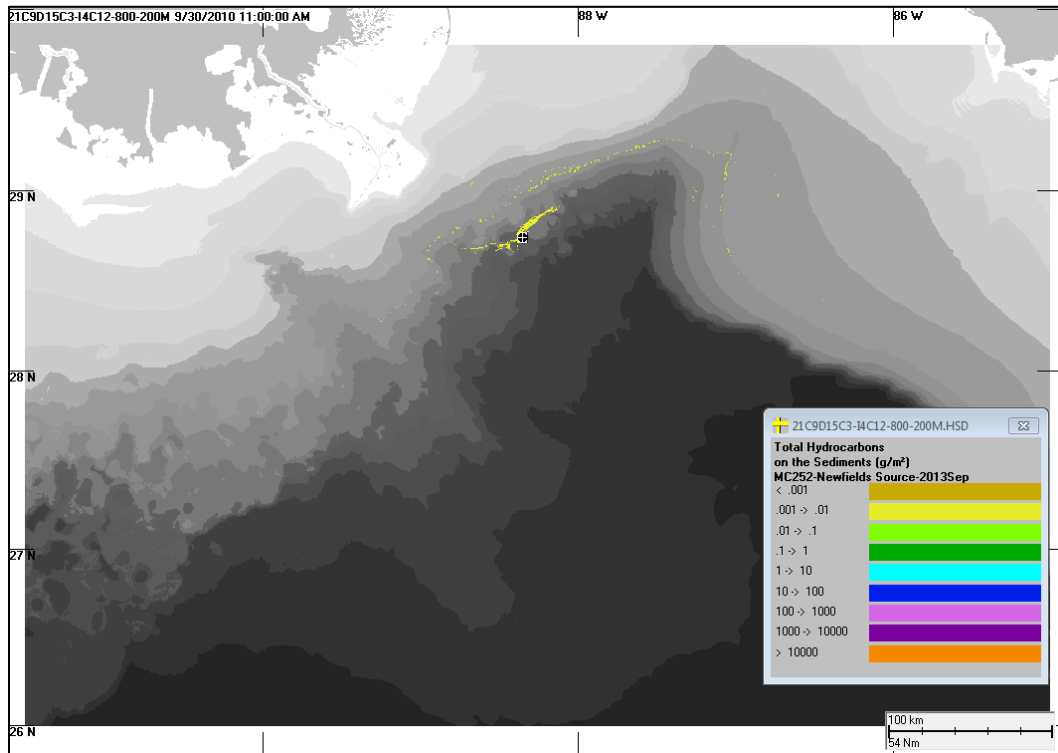 21C9D15C3-I4C12-800-200M 9/30/2010 11:00:00 AM
88 W
86 W
29 N
28 N
27 N
26 N
21C9D15C3-I4C12-800-200M.HSD
Total Hydrocarbons
on the Sediments (g/m²)
MC252-Newfields Source-2013Sep
< .001
.001 -> .01
.01 -> .1
.1 -> 1
1 -> 10
10 -> 100
100 -> 1000
1000 -> 10000
> 10000
100 km
54 Nm